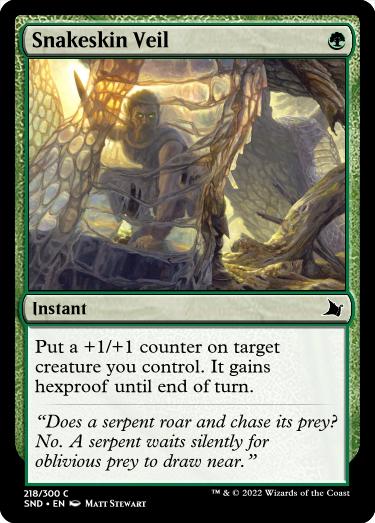 Snakeskin Veil
Instant
Put a +1/+1 counter on target
creature you control. It gains
hexproof until end of turn.
“Does a serpent roar and chase its prey?
No. A serpent waits silently for
oblivious prey to draw near.”
218/300 C
SND • EN Matt Stewart
™ & © 2022 Wizards of the Coast